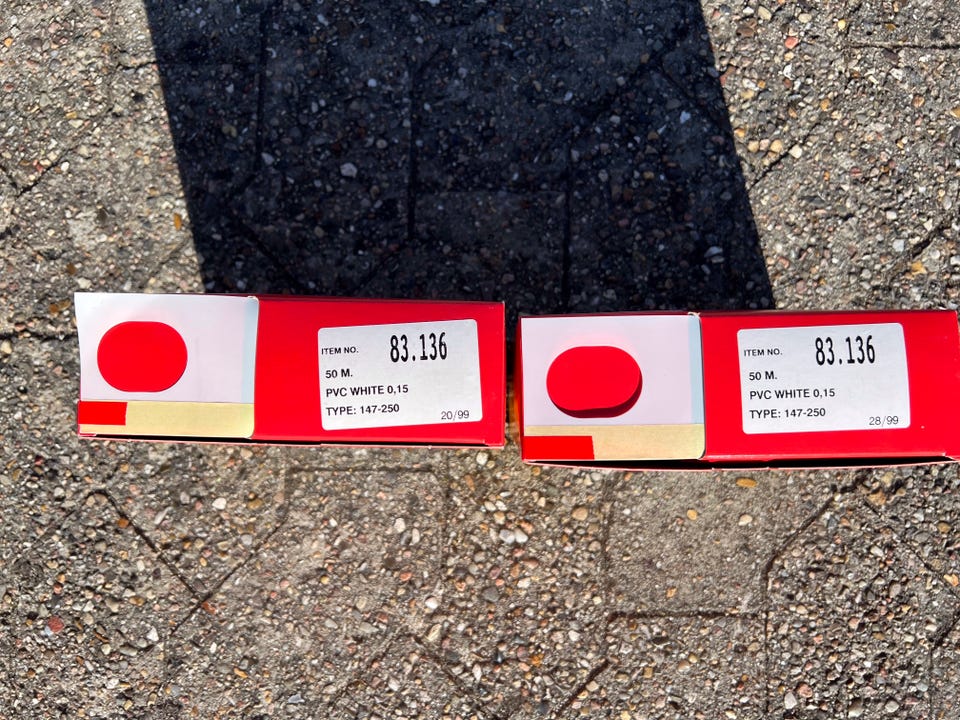 ITEM NO. 83.136
50 M.
PVC WHITE 0,15
TYPE: 147-250
20/99
ITEM NO. 83.136
50 M.
PVC WHITE 0,15
TYPE: 147-250
28/99